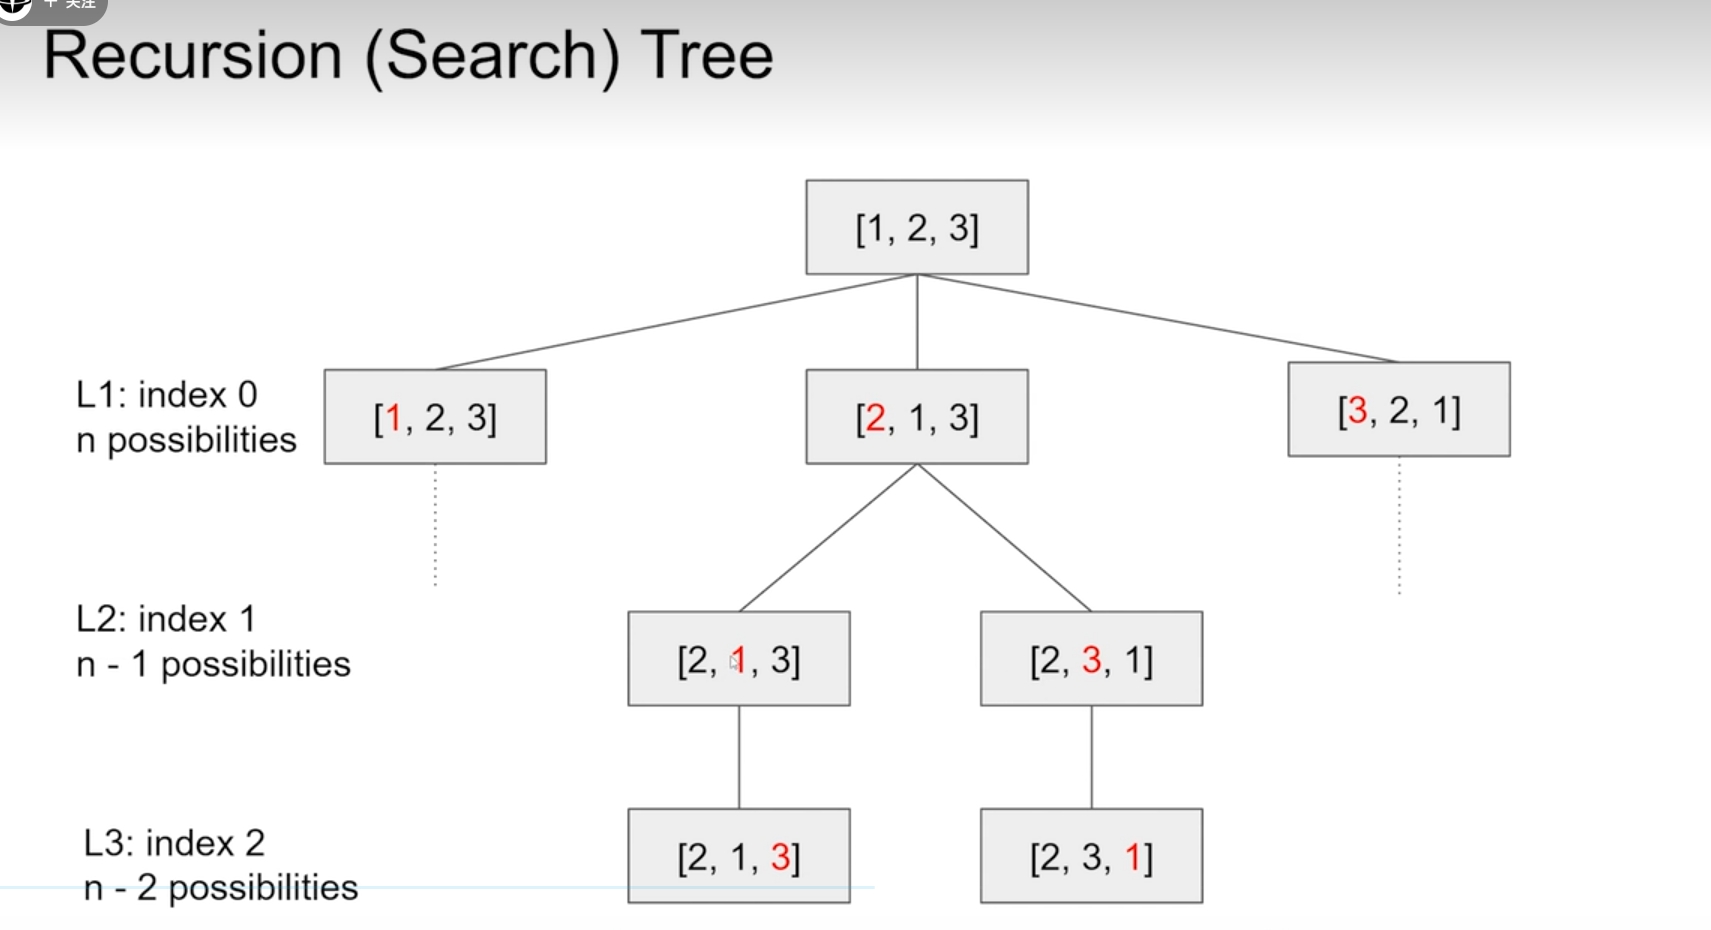 + 关注
Recursion (Search) Tree
[1, 2, 3]
L1: index 0
n possibilities
[1, 2, 3]
[2, 1, 3]
[3, 2, 1]
L2: index 1
n - 1 possibilities
[2, 1, 3]
[2, 3, 1]
L3: index 2
n - 2 possibilities
[2, 1, 3]
[2, 3, 1]